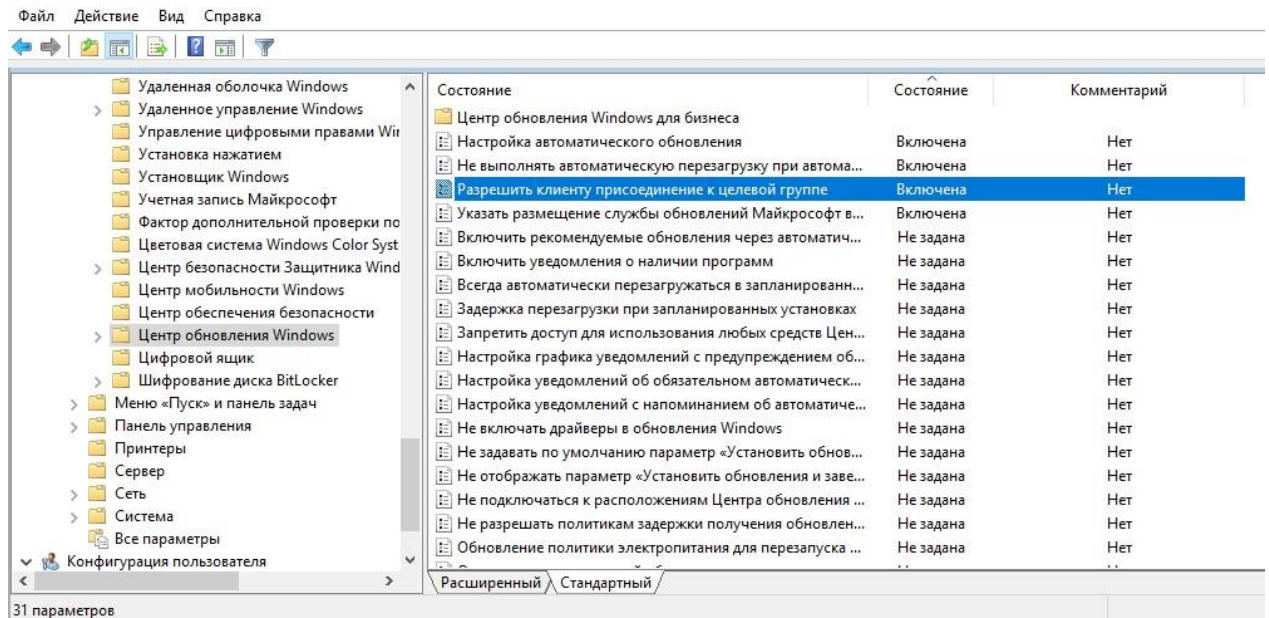 Файл Действие Вид Справка
Удаленная оболочка Windows
Удаленное управление Windows
Управление цифровыми правами Wir
Установка нажатием
Установщик Windows
Учетная запись Майкрософт
Фактор дополнительной проверки по
Цветовая система Windows Color Syst
Центр безопасности Защитника Wind
Центр мобильности Windows
Центр обеспечения безопасности
Центр обновления Windows
Цифровой ящик
Шифрование диска BitLocker
Меню «Пуск» и панель задач
Панель управления
Принтеры
Сервер
Сеть
Система
Все параметры
Конфигурация пользователя
Состояние Состояние Комментарий
Центр обновления Windows для бизнеса
Настройка автоматического обновления Включена Нет
Не выполнять автоматическую перезагрузку при автома... Включена Нет
Разрешить клиенту присоединение к целевой группе Включена Нет
Указать размещение службы обновлений Майкрософт в... Включена Нет
Включить рекомендуемые обновления через автоматич... Не задана Нет
Включить уведомления о наличии программ Не задана Нет
Всегда автоматически перезагружаться в запланированн... Не задана Нет
Задержка перезагрузки при запланированных установках Не задана Нет
Запретить доступ для использования любых средств Цен... Не задана Нет
Настройка графика уведомлений с предупреждением об... Не задана Нет
Настройка уведомлений об обязательном автоматическ... Не задана Нет
Настройка уведомлений с напоминанием об автоматиче... Не задана Нет
Не включать драйверы в обновления Windows Не задана Нет
Не задавать по умолчанию параметр «Установить обнов... Не задана Нет
Не отображать параметр «Установить обновления и заве... Не задана Нет
Не подключаться к расположениям Центра обновления ... Не задана Нет
Не разрешать политикам задержки получения обновлен... Не задана Нет
Обновление политики электропитания для перезапуска ... Не задана Нет
Расширенный Стандартный
31 параметров